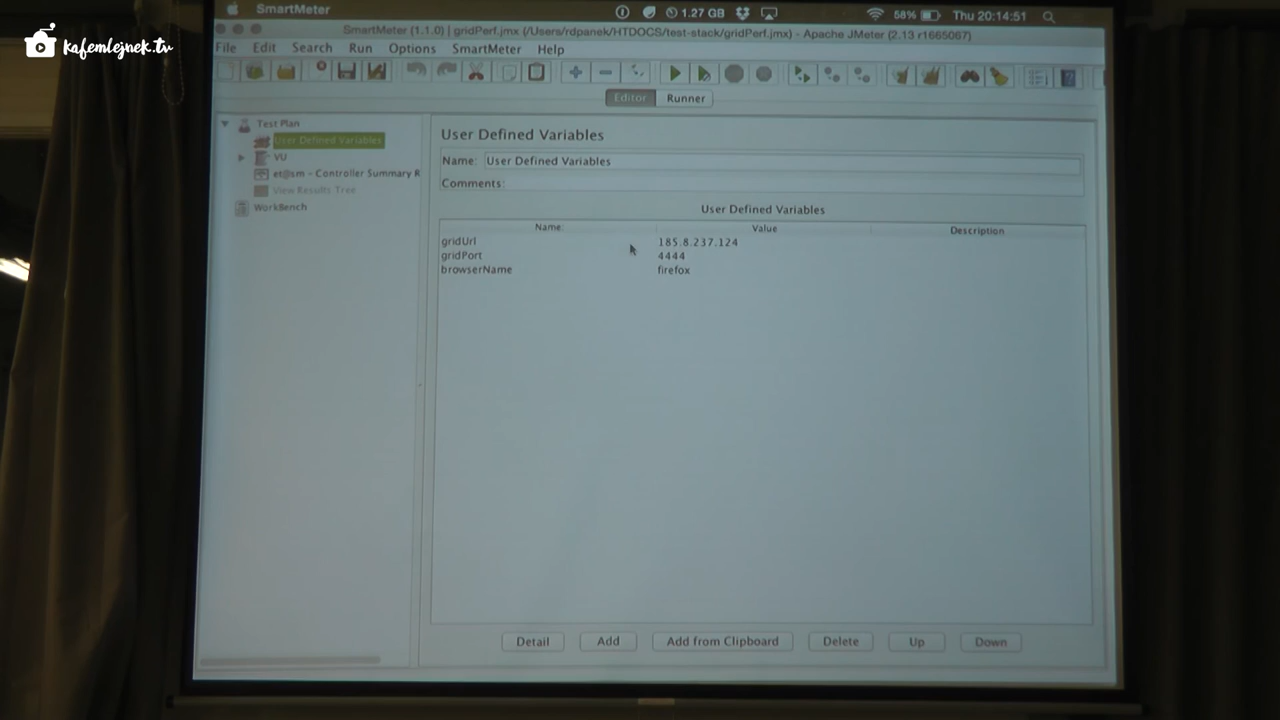 kafemlejnek.tv
SmartMeter
1.27 GB
58%
Thu 20:14:51
SmartMeter (1.1.0) | gridPerf.jmx (/Users/rdpanek/HTDOCS/test-stack/gridPerf.jmx) - Apache JMeter (2.13 r1665067)
File Edit Search Run Options SmartMeter Help
Editor Runner
Test Plan
User Defined Variables
VU
et@sm - Controller Summary R
View Results Tree
WorkBench
User Defined Variables
Name: User Defined Variables
Comments:
User Defined Variables
Name: Value Description
gridUrl 185.8.237.124
gridPort 4444
browserName firefox
Detail Add Add from Clipboard Delete Up Down